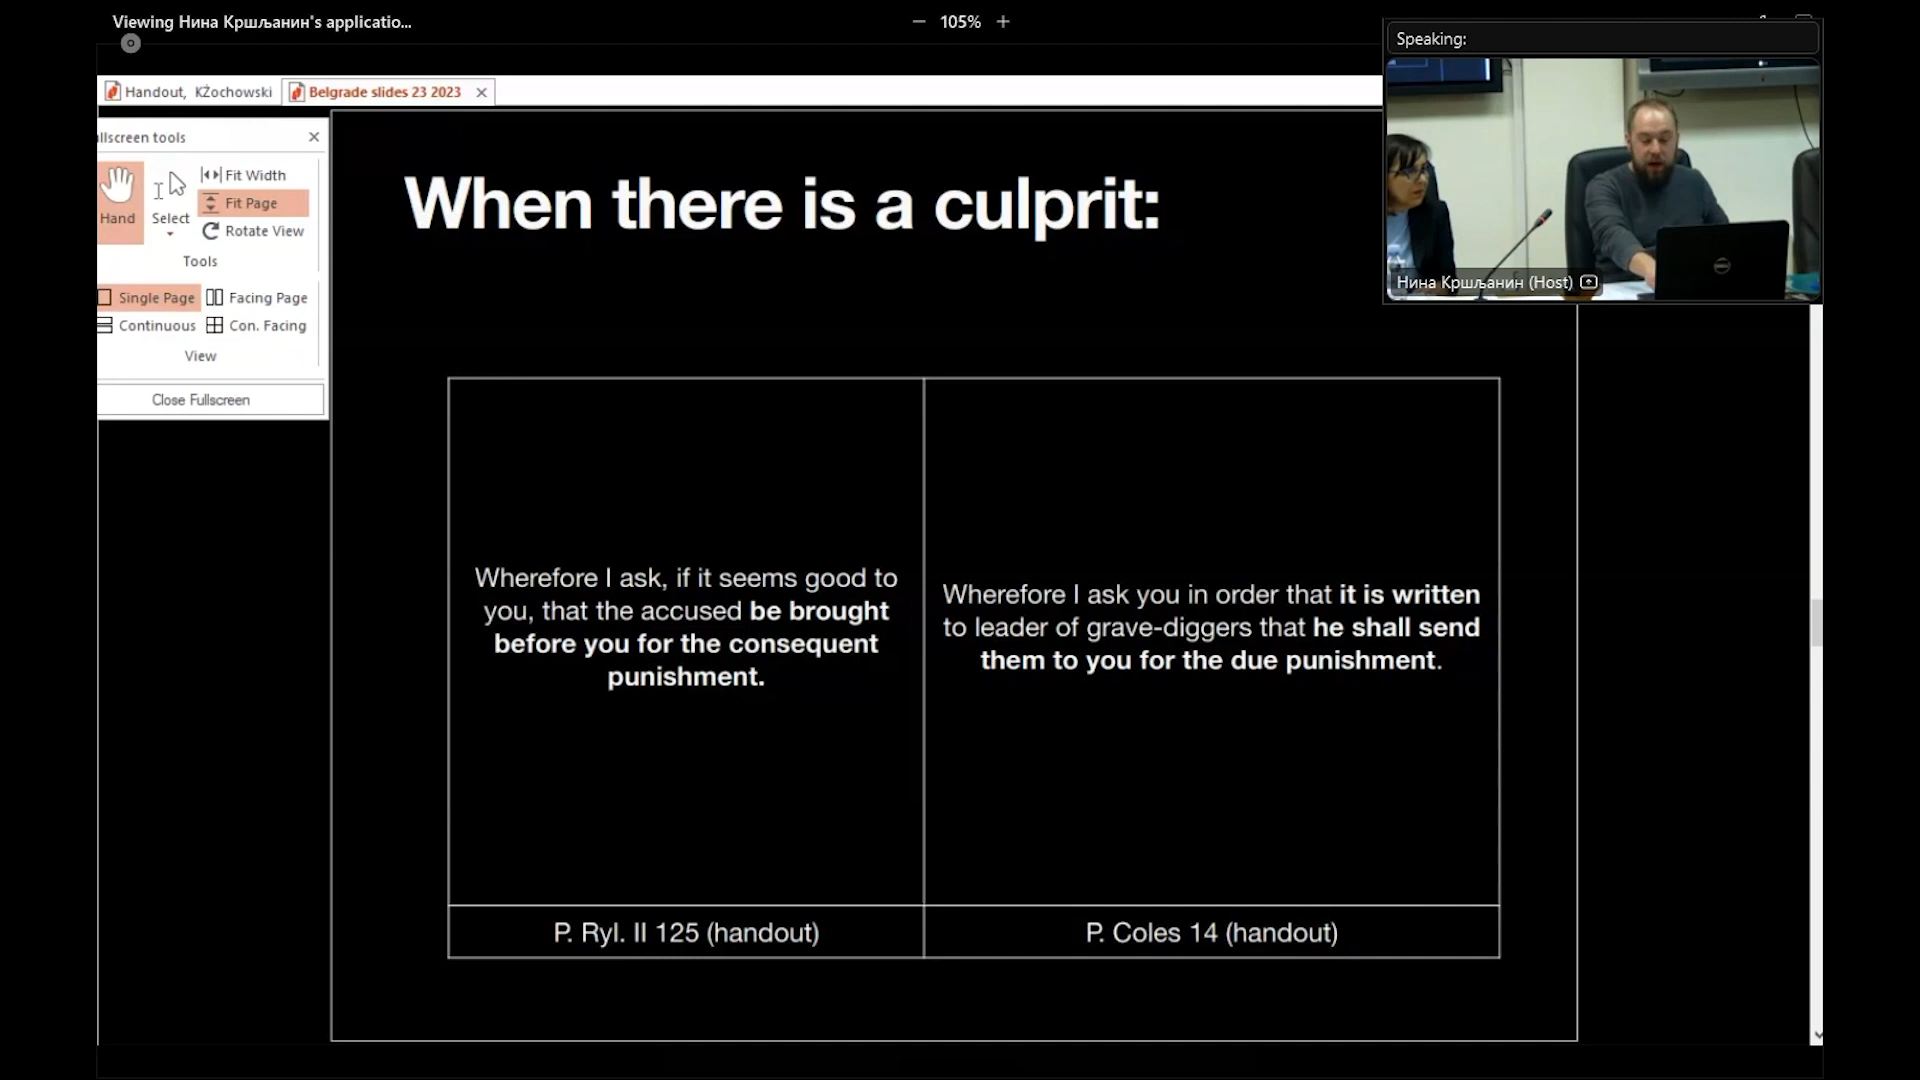 Viewing Нина Кршљанин's applicatio...
105%
Speaking:
Handout, KŻochowski
Belgrade slides 23 2023
llscreen tools
Hand
Select
Fit Width
Fit Page
Rotate View
Tools
Single Page
Facing Page
Continuous
Con. Facing
View
Close Fullscreen
Нина Кршљанин (Host)
When there is a culprit:
Wherefore I ask, if it seems good to
you, that the accused be brought
before you for the consequent
punishment.
Wherefore I ask you in order that it is written
to leader of grave-diggers that he shall send
them to you for the due punishment.
P. Ryl. II 125 (handout)
P. Coles 14 (handout)